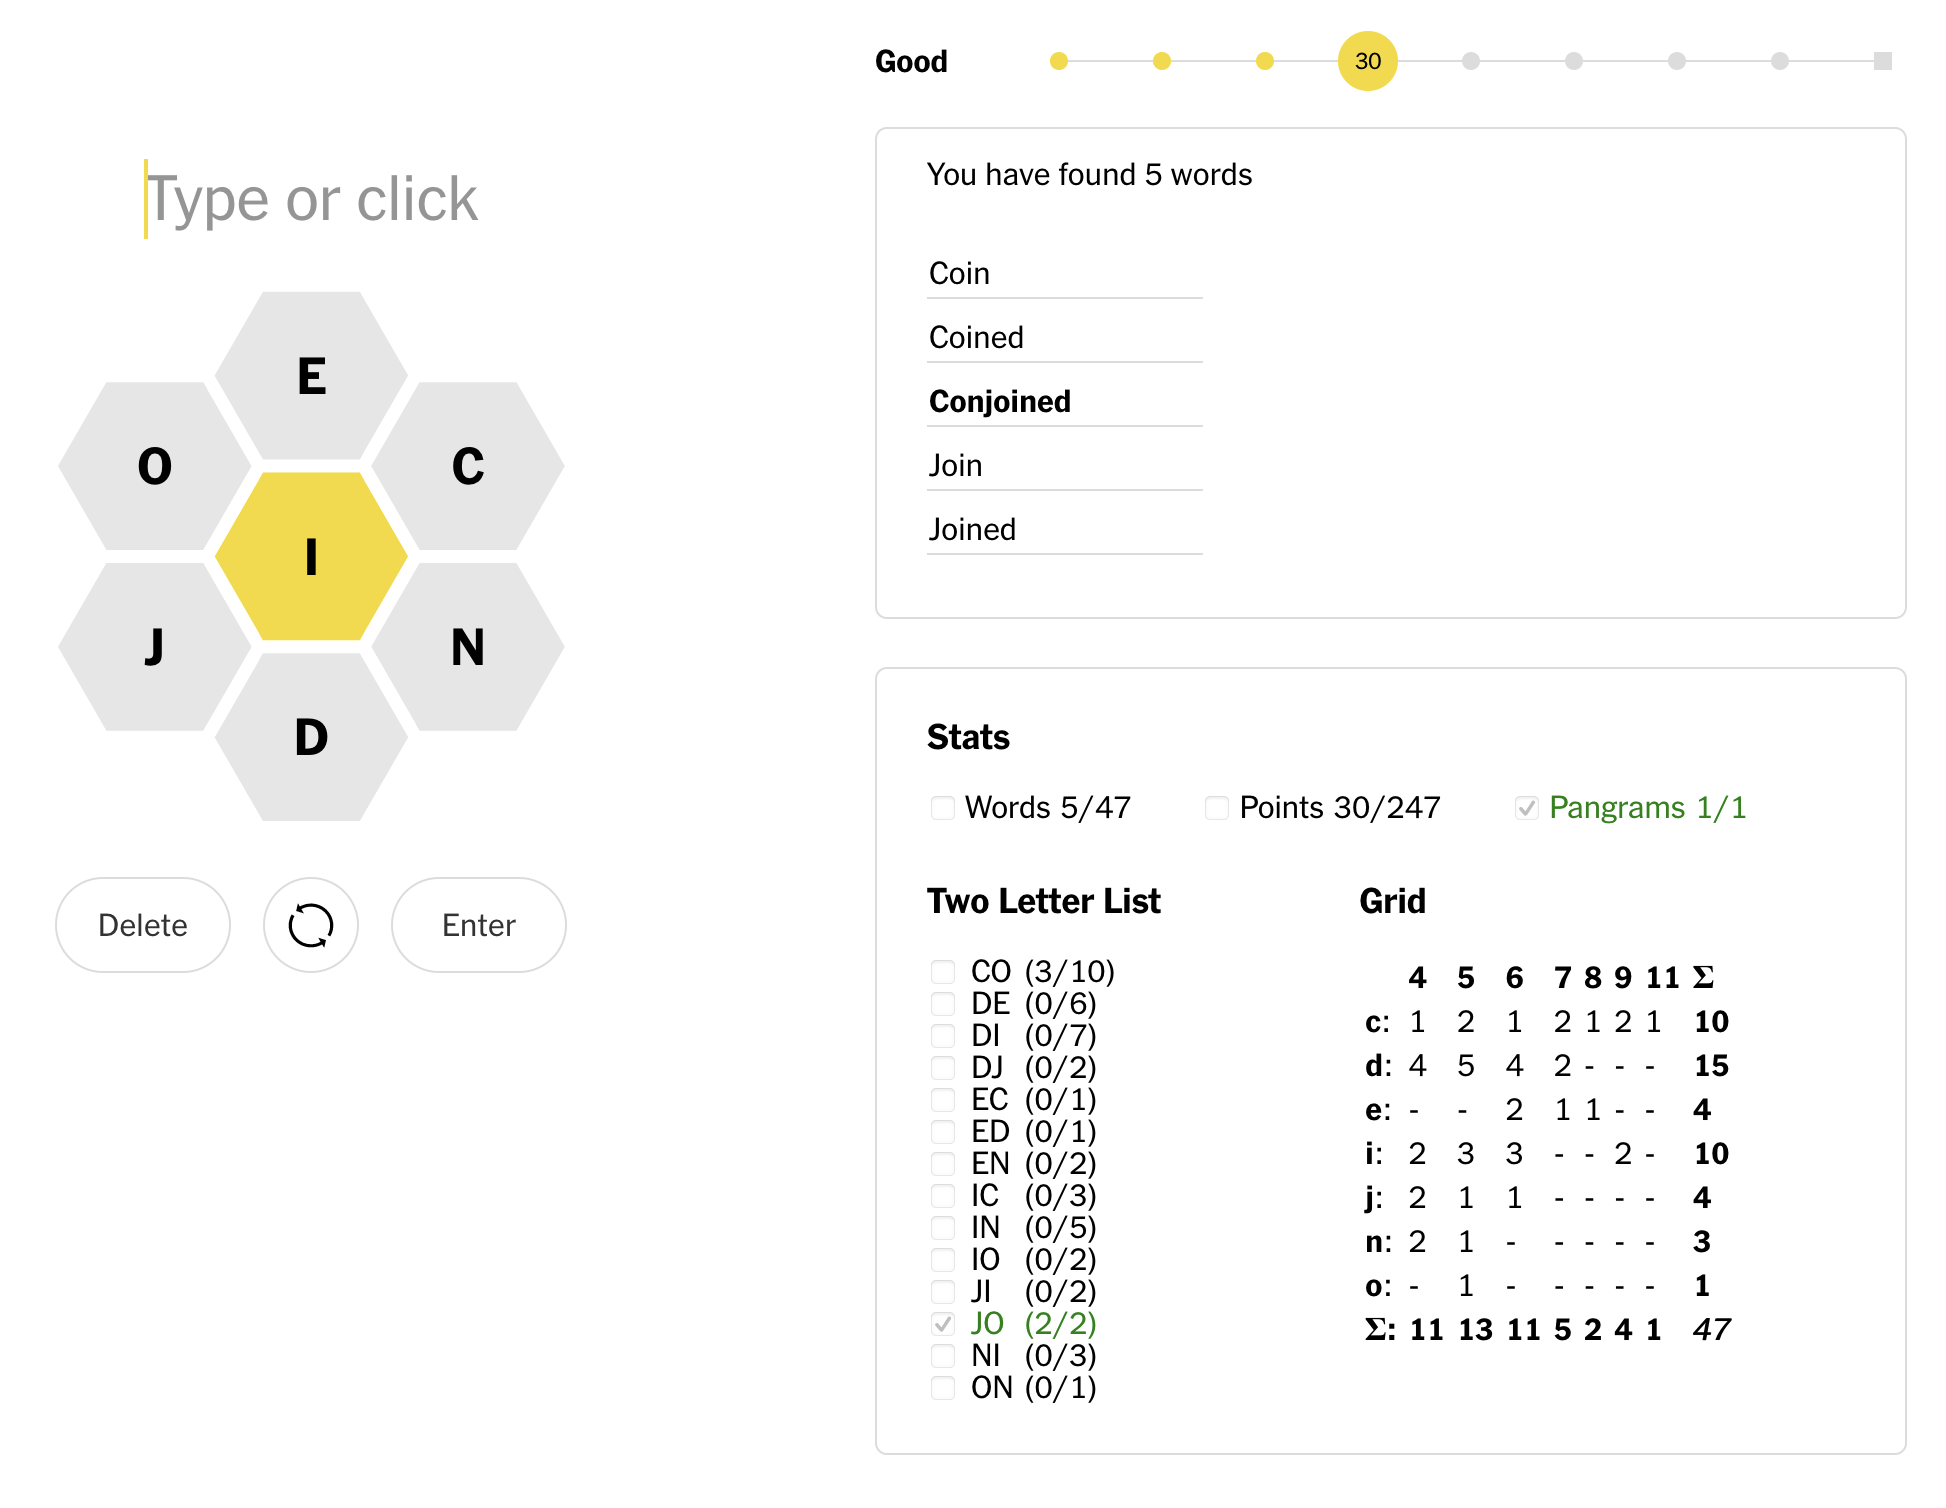 Good
30
Type or click
E
O
C
I
J
N
D
Delete
Enter
You have found 5 words
Coin
Coined
Conjoined
Join
Joined
Stats
Words 5/47 Points 30/247 Pangrams 1/1
Two Letter List
CO (3/10)
DE (0/6)
DI (0/7)
DJ (0/2)
EC (0/1)
ED (0/1)
EN (0/2)
IC (0/3)
IN (0/5)
IO (0/2)
JI (0/2)
JO (2/2)
NI (0/3)
ON (0/1)
Grid
4 5 6 7 8 9 11 Σ
c: 1 2 1 2 1 2 1 10
d: 4 5 4 2 - - - 15
e: - - 2 1 1 - - 4
i: 2 3 3 - - 2 - 10
j: 2 1 1 - - - - 4
n: 2 1 - - - - - 3
o: - 1 - - - - - 1
Σ: 11 13 11 5 2 4 1 47